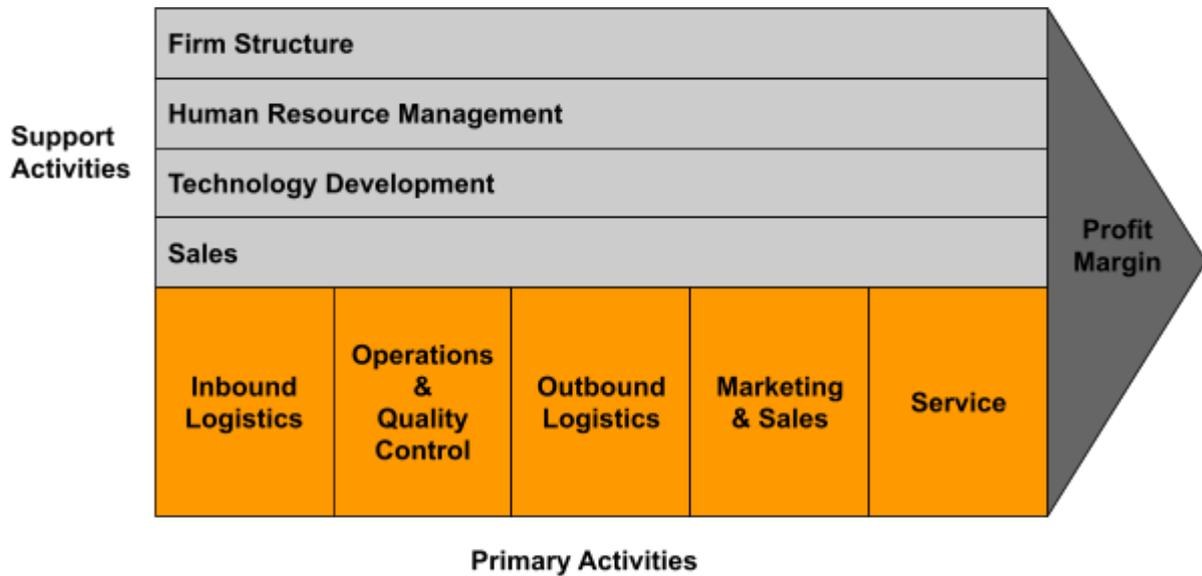 Firm Structure
Human Resource Management
Support
Activities
Technology Development
Sales
Profit
Margin
Inbound
Logistics
Operations
&
Quality
Control
Outbound
Logistics
Marketing
& Sales
Service
Primary Activities